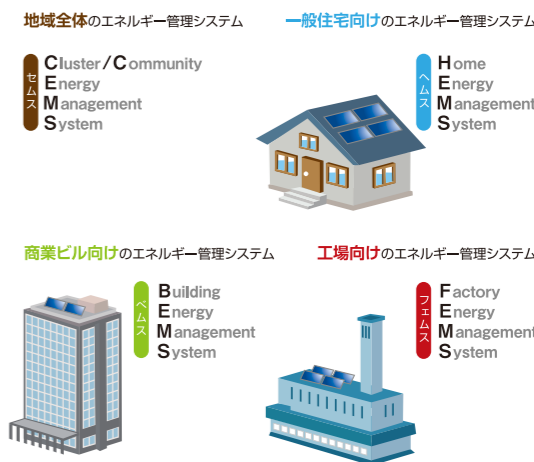 地域全体のエネルギー管理システム
セムス
Cluster/Community
Energy
Management
System
一般住宅向けのエネルギー管理システム
ヘムス
Home
Energy
Management
System
商業ビル向けのエネルギー管理システム
ベムス
Building
Energy
Management
System
工場向けのエネルギー管理システム
フェムス
Factory
Energy
Management
System